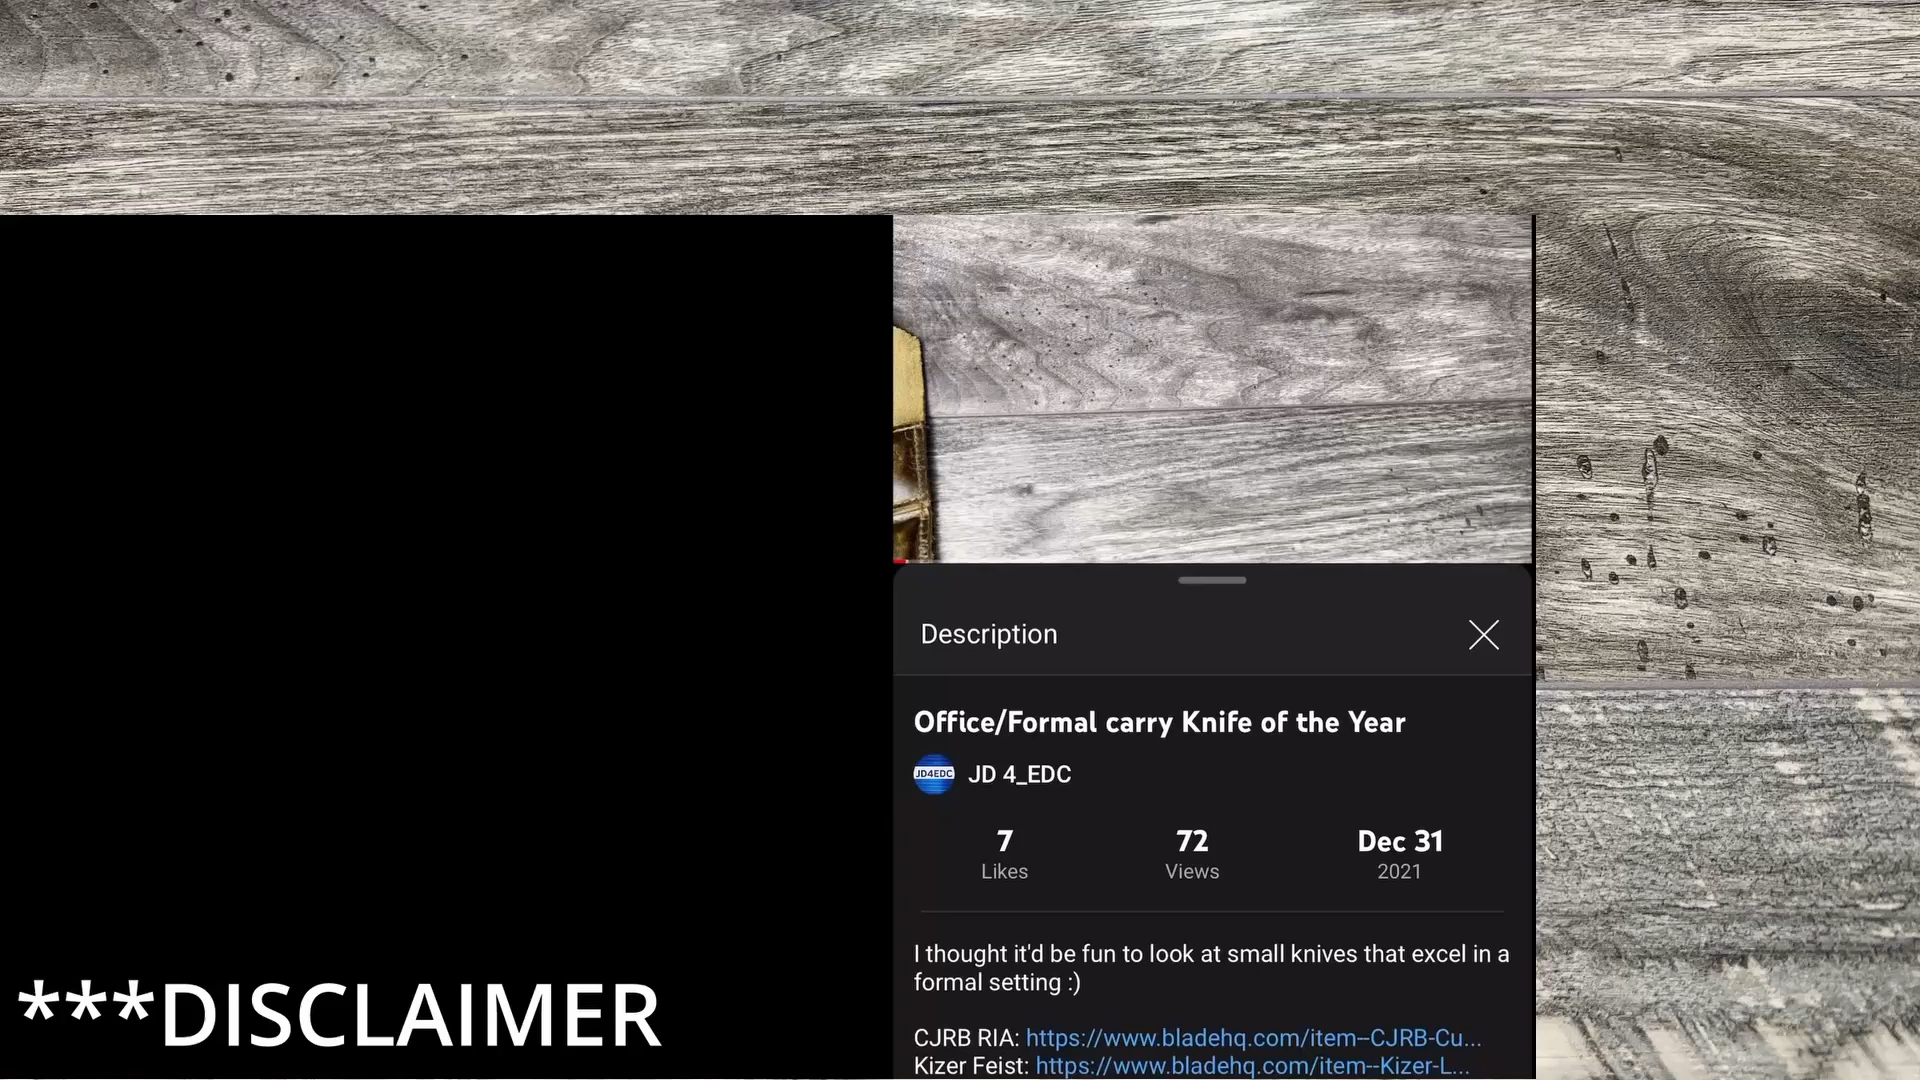 Description
Office/Formal carry Knife of the Year
JD4EDC
JD 4_EDC
7
Likes
72
Views
Dec 31
2021
I thought it'd be fun to look at small knives that excel in a
formal setting :)
CJRB RIA: https://www.bladehq.com/item--CJRB-Cu...
Kizer Feist: https://www.bladehq.com/item--Kizer-L...
***DISCLAIMER